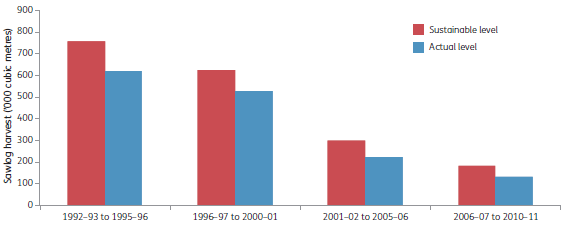 Sawlog harvest ('000 cubic metres)
900
800
700
600
500
400
300
200
100
0
Sustainable level
Actual level
1992–93 to 1995–96
1996–97 to 2000–01
2001–02 to 2005–06
2006–07 to 2010–11